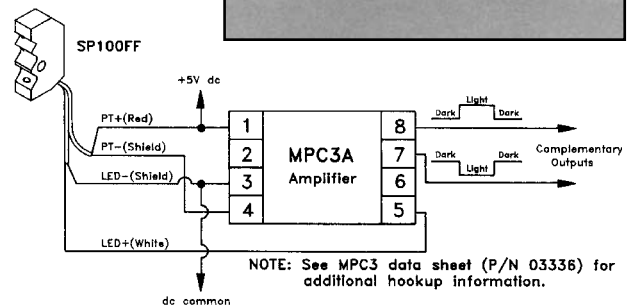 SP100FF
+5V dc
PT+(Red)
PT-(Shield)
LED-(Shield)
LED+(White)
1
2
3
4
MPC3A
Amplifier
8
7
6
5
Dark Light Dark
Dark Light Dark
Complementary
Outputs
dc common
NOTE: See MPC3 data sheet (P/N 03336) for
additional hookup information.